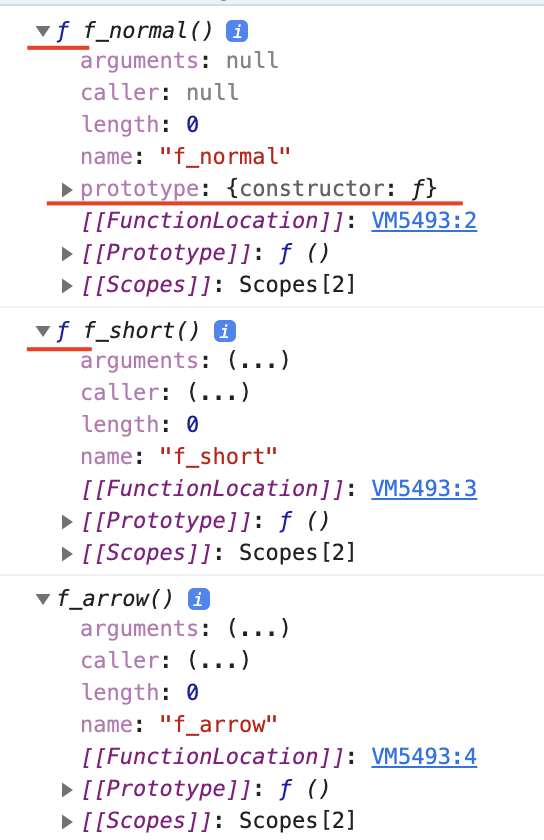 ▼ƒ f_normal() i
arguments: null
caller: null
length: 0
name: "f_normal"
▶prototype: {constructor: ƒ}
[[FunctionLocation]]: VM5493:2
▶[[Prototype]]: ƒ ()
▶[[Scopes]]: Scopes[2]
▼ƒ f_short() i
arguments: (...)
caller: (...)
length: 0
name: "f_short"
[[FunctionLocation]]: VM5493:3
▶[[Prototype]]: ƒ ()
▶[[Scopes]]: Scopes[2]
▼f_arrow() i
arguments: (...)
caller: (...)
length: 0
name: "f_arrow"
[[FunctionLocation]]: VM5493:4
▶[[Prototype]]: ƒ ()
▶[[Scopes]]: Scopes[2]